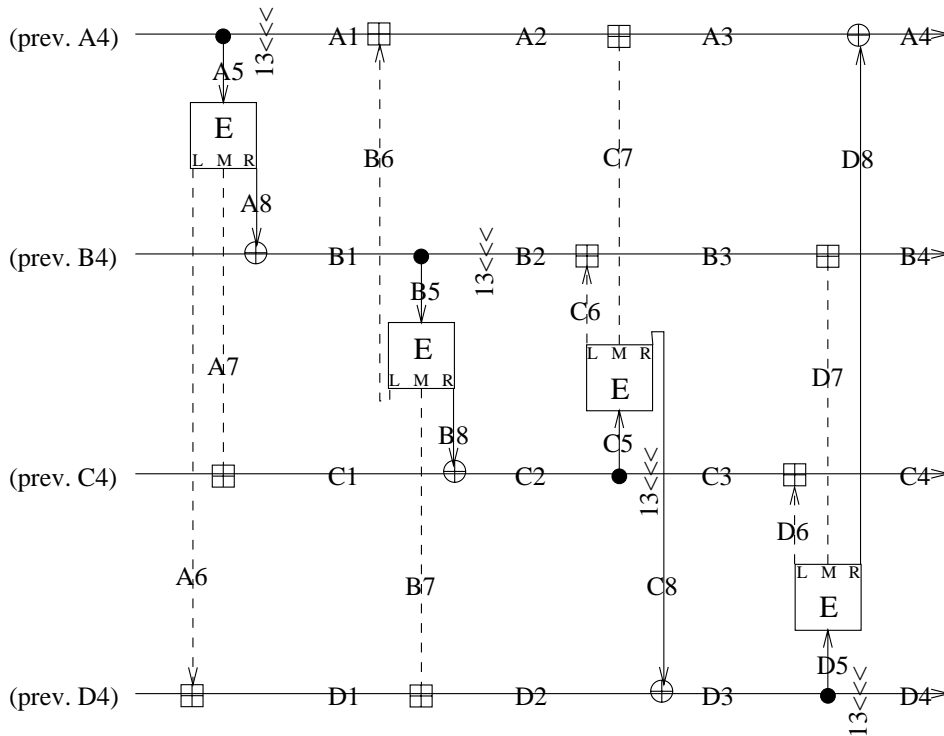 (prev. A4) 13<<< A1 A2 A3 A4
A5
E
L M R
B6 C7 D8
A8
(prev. B4) B1 13<<< B2 B3 B4
B5
C6
E
L M R
L M R
E
A7 D7
B8 C5
(prev. C4) C1 C2 13<<< C3 C4
D6
L M R
E
A6 B7 C8
D5
(prev. D4) D1 D2 D3 13<<< D4